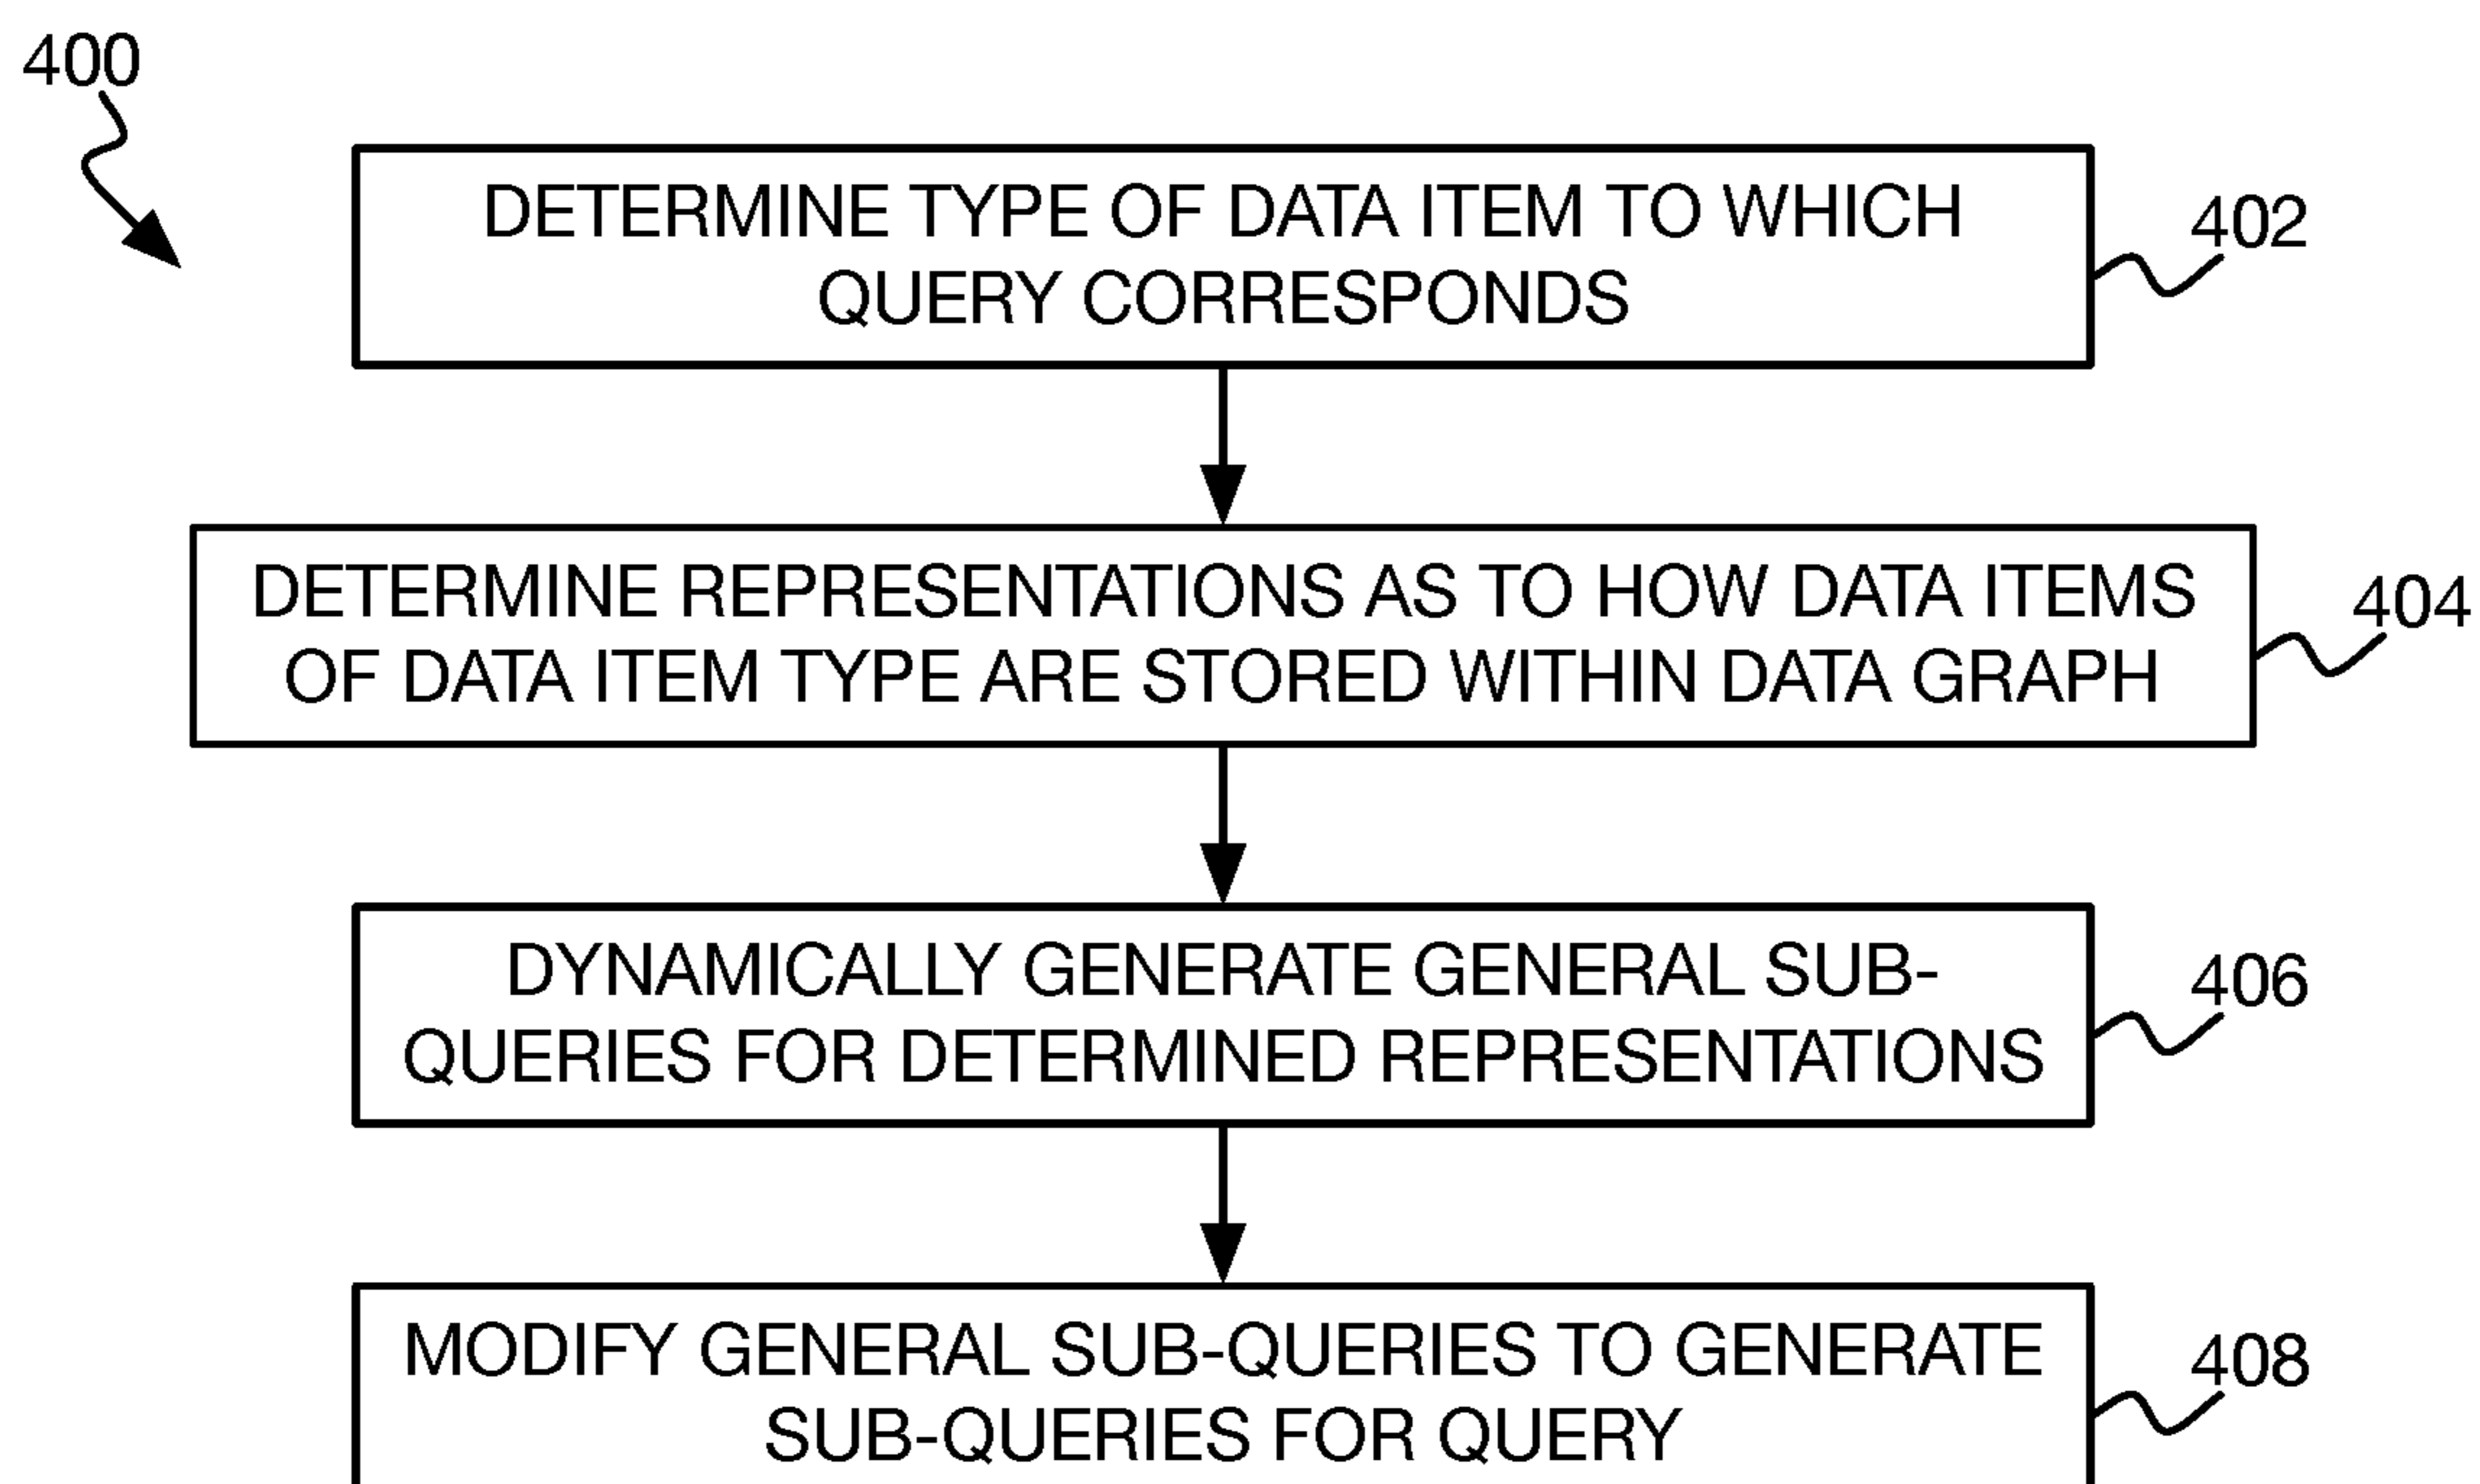 400
DETERMINE TYPE OF DATA ITEM TO WHICH
QUERY CORRESPONDS
402
DETERMINE REPRESENTATIONS AS TO HOW DATA ITEMS
OF DATA ITEM TYPE ARE STORED WITHIN DATA GRAPH
404
DYNAMICALLY GENERATE GENERAL SUB-
QUERIES FOR DETERMINED REPRESENTATIONS
406
MODIFY GENERAL SUB-QUERIES TO GENERATE
SUB-QUERIES FOR QUERY
408